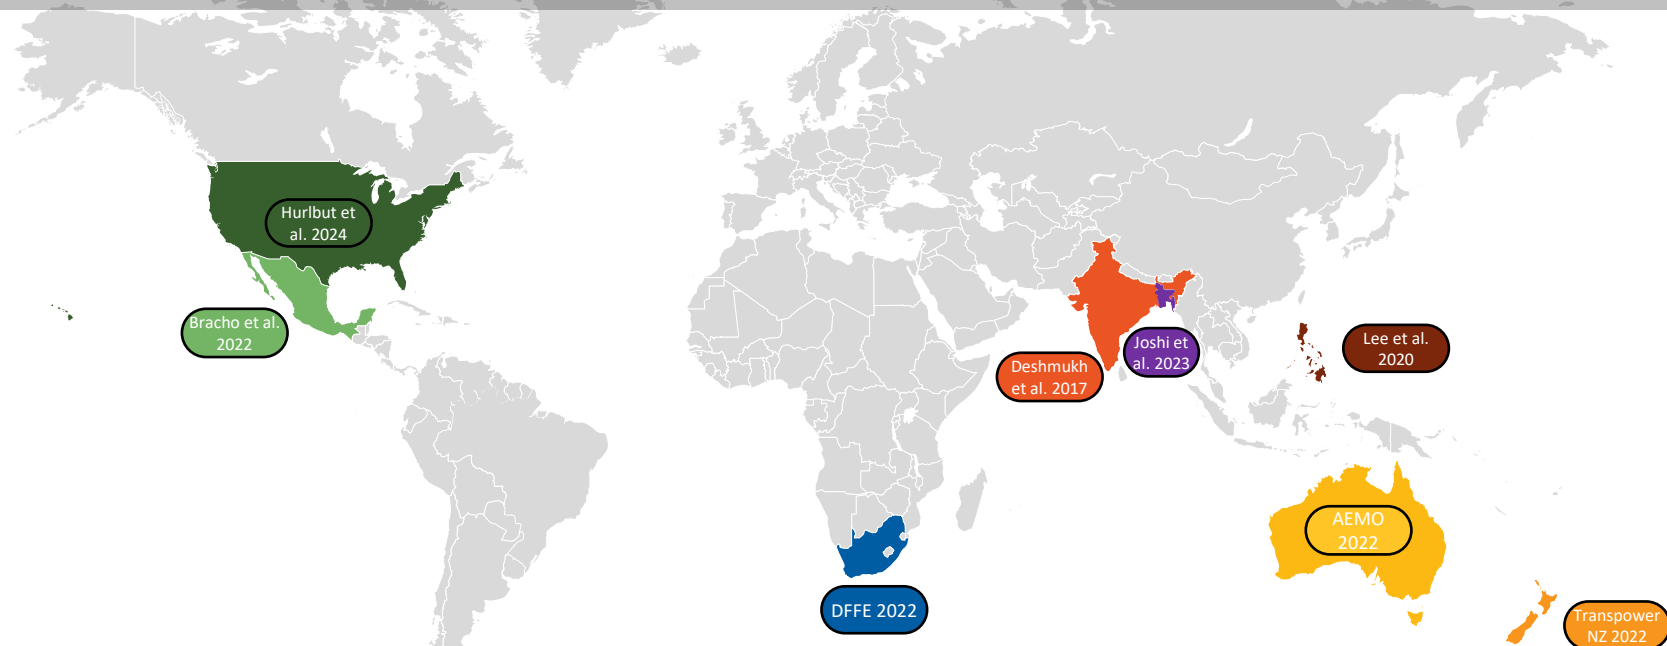 Hurlbut et
al. 2024
Bracho et al.
2022
Deshmukh
et al. 2017
Joshi et
al. 2023
Lee et al.
2020
AEMO
2022
DFFE 2022
Transpower
NZ 2022